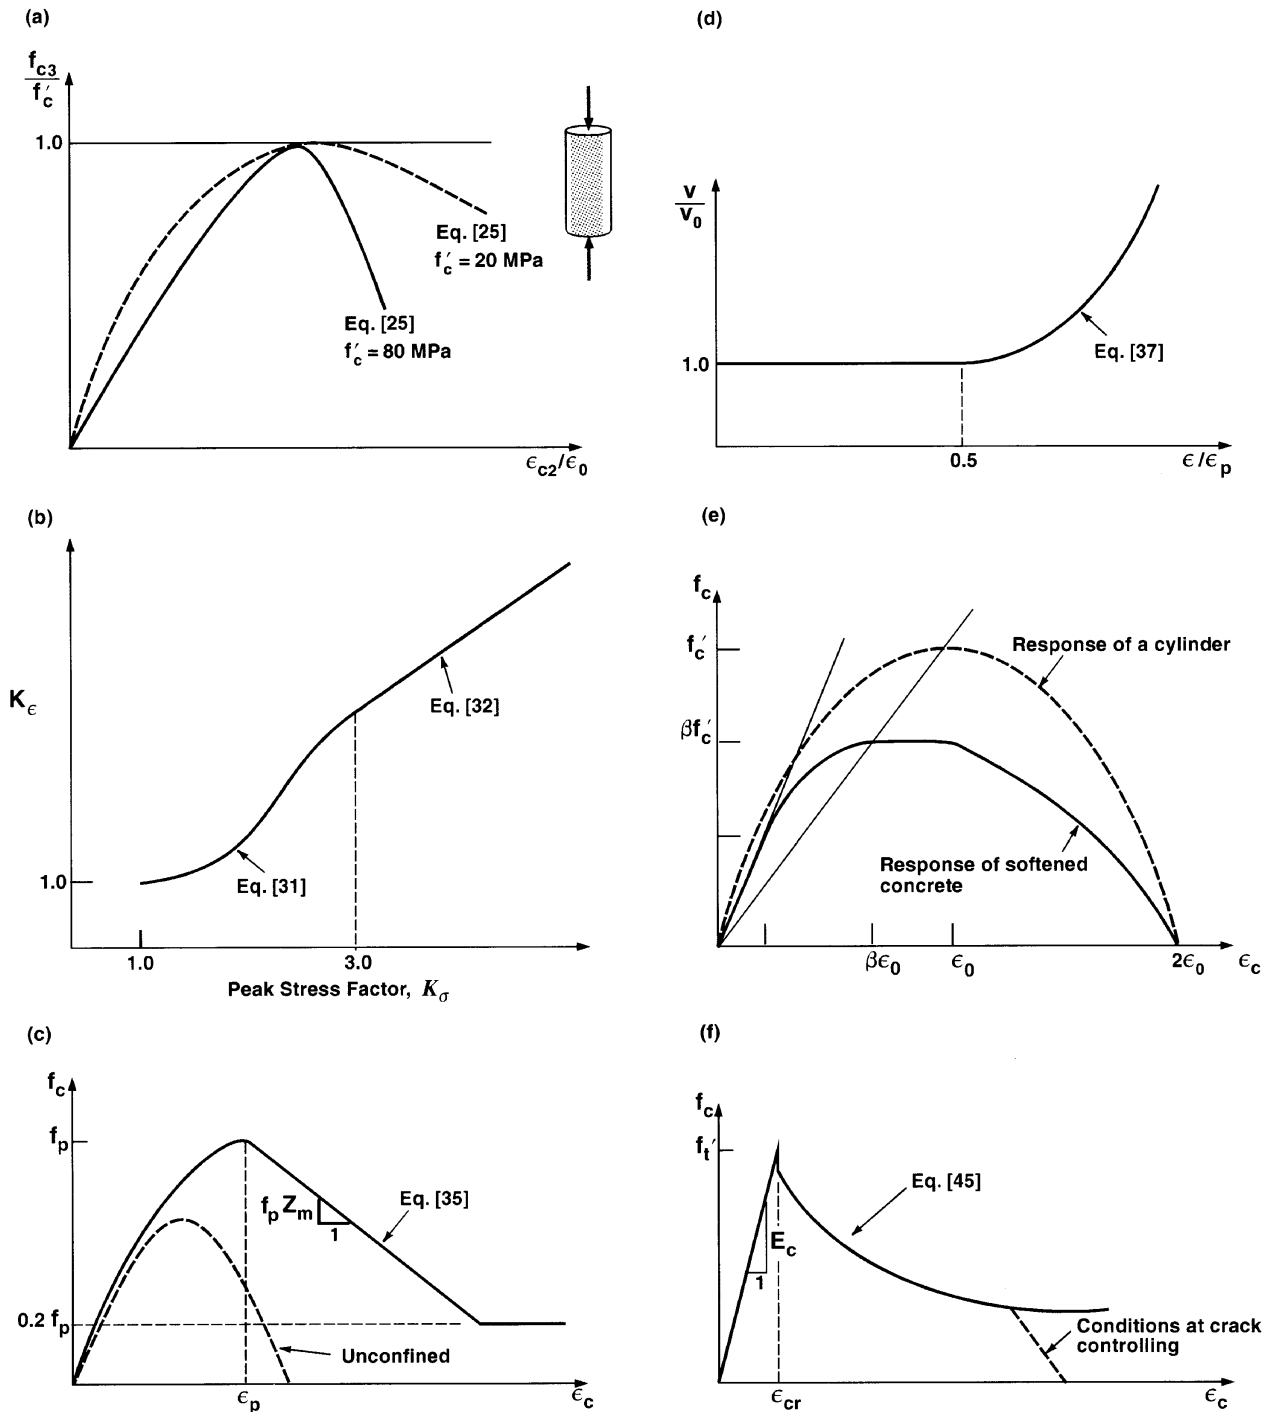 (a)
f_c3 / f'_c
1.0
Eq. [25]
f'_c = 20 MPa
Eq. [25]
f'_c = 80 MPa
ϵ_c2/ϵ_0
(b)
K_ϵ
Eq. [32]
Eq. [31]
1.0
1.0
3.0
Peak Stress Factor, K_σ
(c)
f_c
f_p
f_p Z_m
1
Eq. [35]
0.2 f_p
Unconfined
ϵ_p
ϵ_c
(d)
v / v_0
1.0
Eq. [37]
0.5
ϵ/ϵ_p
(e)
f_c
f'_c
Response of a cylinder
βf'_c
Response of softened
concrete
βϵ_0
ϵ_0
2ϵ_0
ϵ_c
(f)
f_c
f'_t
Eq. [45]
E_c
1
Conditions at crack
controlling
ϵ_cr
ϵ_c